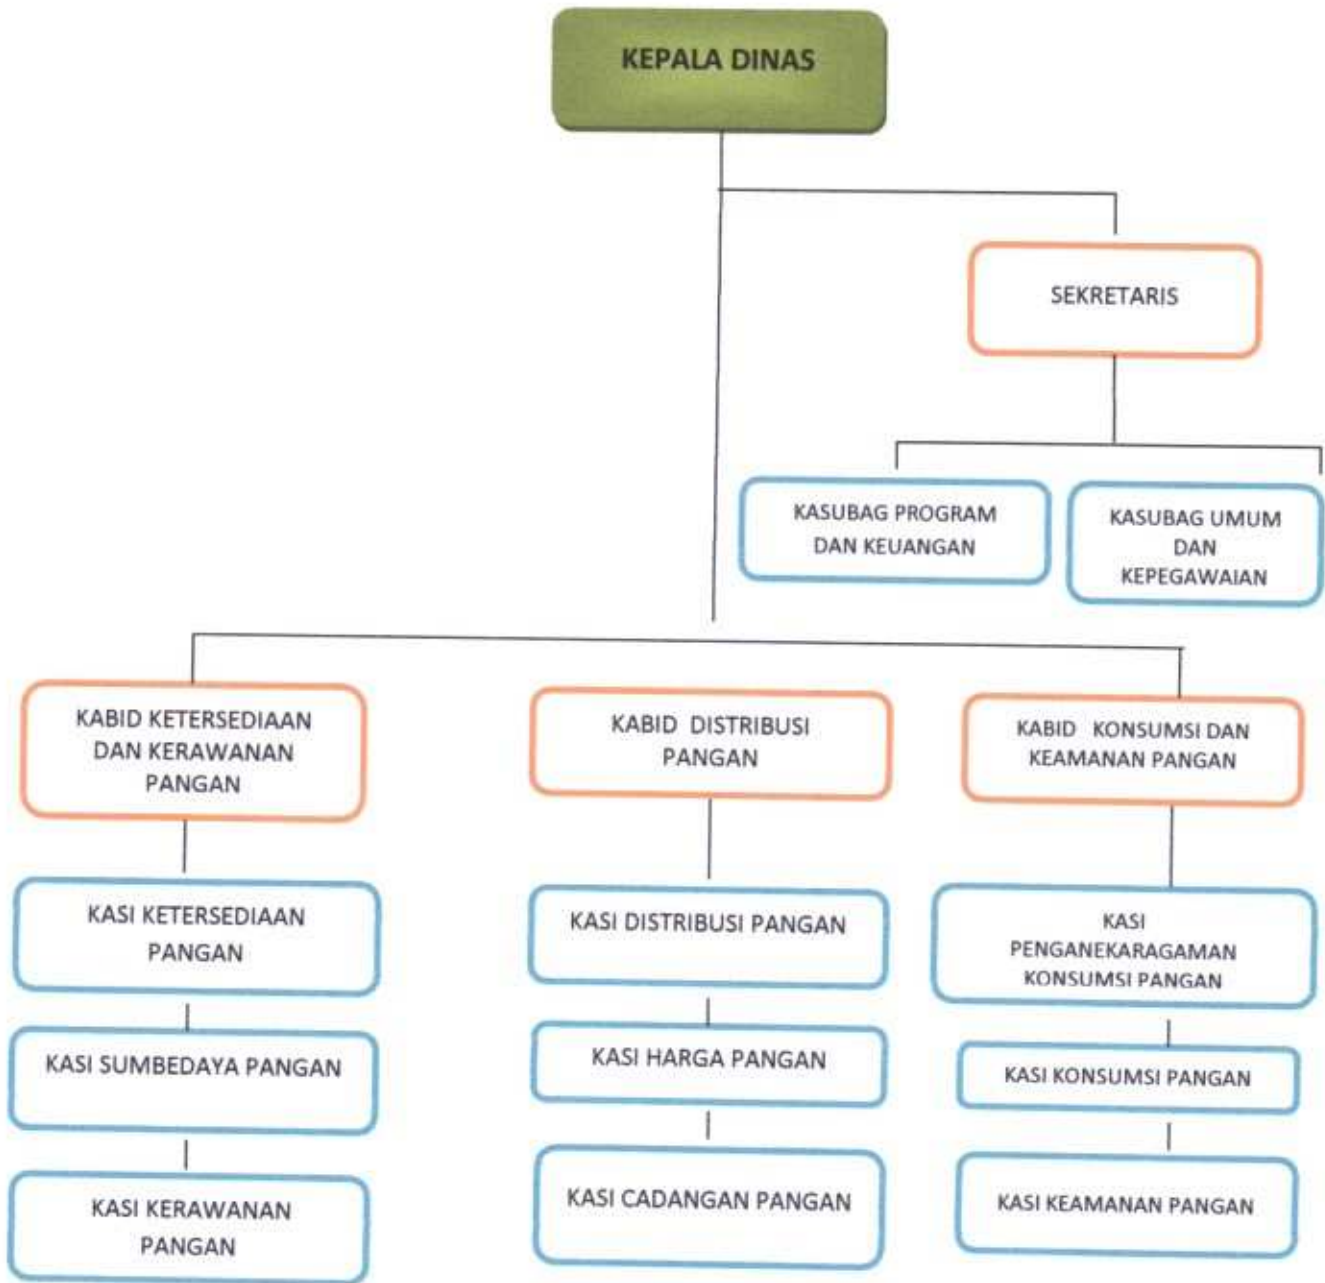 KEPALA DINAS
SEKRETARIS
KASUBAG PROGRAM
DAN KEUANGAN
KASUBAG UMUM
DAN
KEPEGAWAIAN
KABID KETERSEDIAAN
DAN KERAWANAN
PANGAN
KABID DISTRIBUSI
PANGAN
KABID KONSUMSI DAN
KEAMANAN PANGAN
KASI KETERSEDIAAN
PANGAN
KASI DISTRIBUSI PANGAN
KASI
PENGANEKARAGAMAN
KONSUMSI PANGAN
KASI SUMBEDAYA PANGAN
KASI HARGA PANGAN
KASI KONSUMSI PANGAN
KASI KERAWANAN
PANGAN
KASI CADANGAN PANGAN
KASI KEAMANAN PANGAN